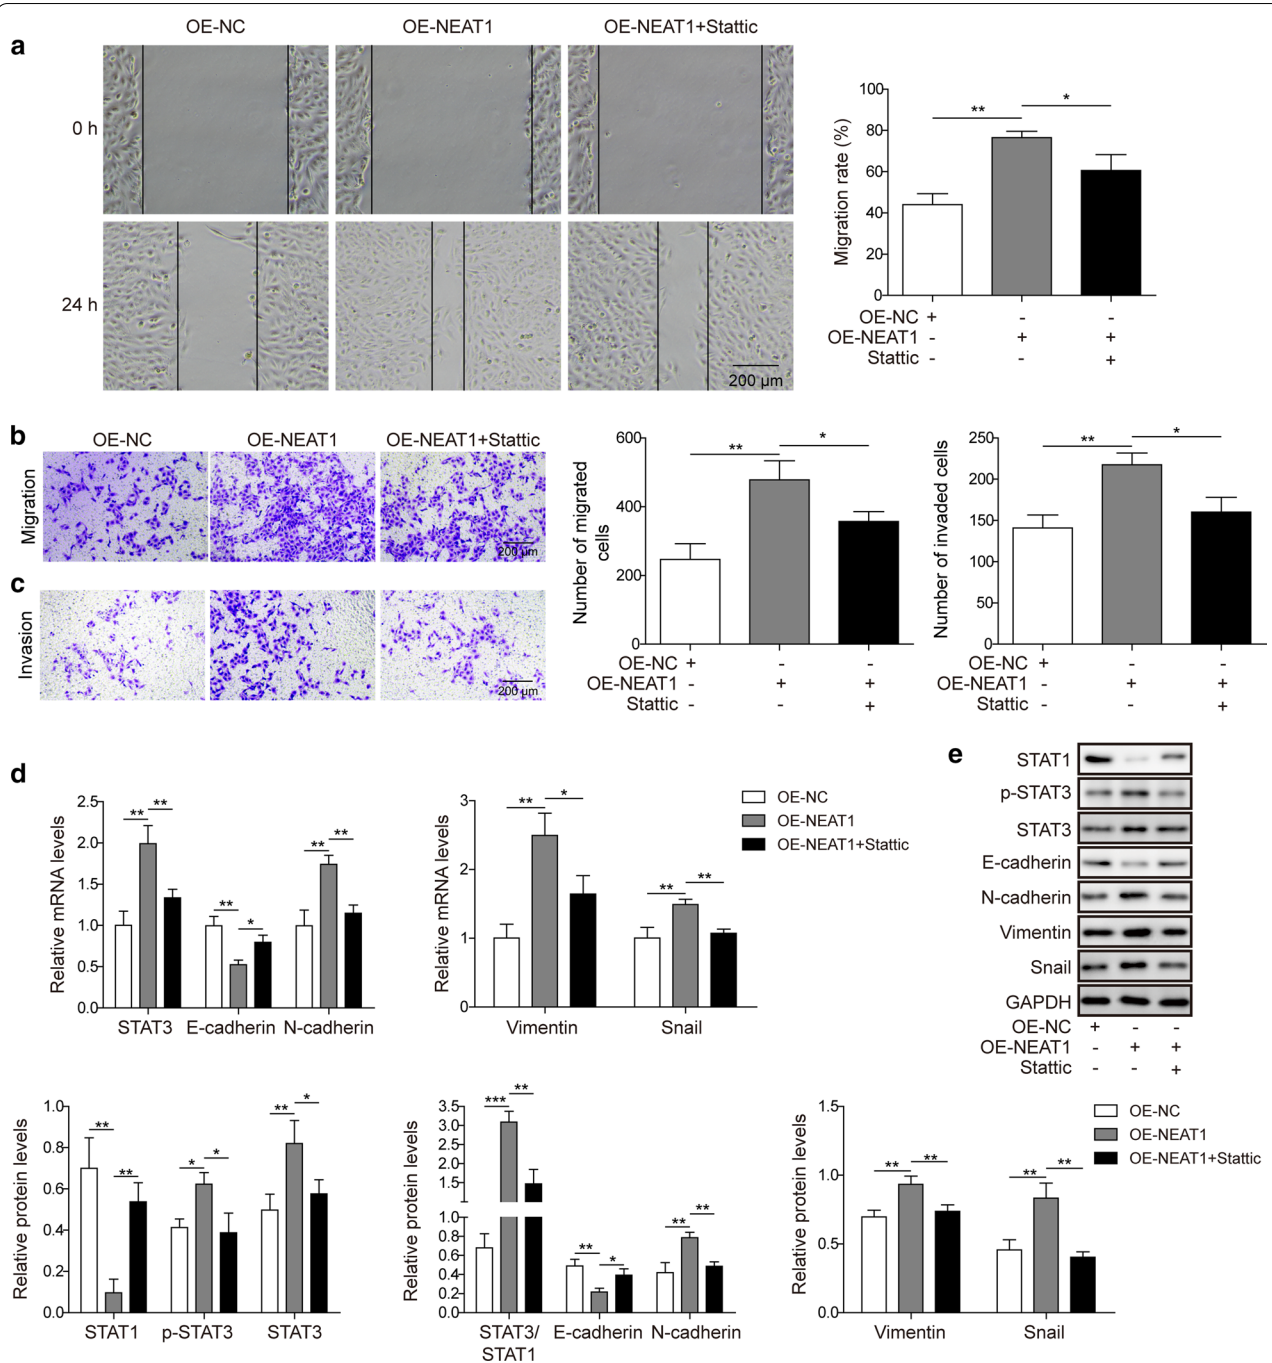 a
OE-NC OE-NEAT1 OE-NEAT1+Stattic
0 h
24 h
200 µm
Migration rate (%)
100
80
60
40
20
0
** *
OE-NC + - -
OE-NEAT1 - + +
Stattic - - +
b
OE-NC OE-NEAT1 OE-NEAT1+Stattic
Migration
200 µm
c
Invasion
200 µm
Number of migrated
cells
600
400
200
0
** *
OE-NC + - -
OE-NEAT1 - + +
Stattic - - +
Number of invaded cells
250
200
150
100
50
0
** *
OE-NC + - -
OE-NEAT1 - + +
Stattic - - +
d
Relative mRNA levels
2.5
2.0
1.5
1.0
0.5
0.0
** ** ** * ** **
STAT3 E-cadherin N-cadherin
Relative mRNA levels
3
2
1
0
** * ** **
Vimentin Snail
OE-NC
OE-NEAT1
OE-NEAT1+Stattic
e
STAT1
p-STAT3
STAT3
E-cadherin
N-cadherin
Vimentin
Snail
GAPDH
OE-NC + - -
OE-NEAT1 - + +
Stattic - - +
Relative protein levels
1.0
0.8
0.6
0.4
0.2
0.0
** ** * * ** *
STAT1 p-STAT3 STAT3
Relative protein levels
3.5
3.0
2.5
2.0
1.5
1.0
0.8
0.6
0.4
0.2
0.0
*** ** ** * ** **
STAT3/ E-cadherin N-cadherin
STAT1
Relative protein levels
1.5
1.0
0.5
0.0
** ** ** **
Vimentin Snail
OE-NC
OE-NEAT1
OE-NEAT1+Stattic